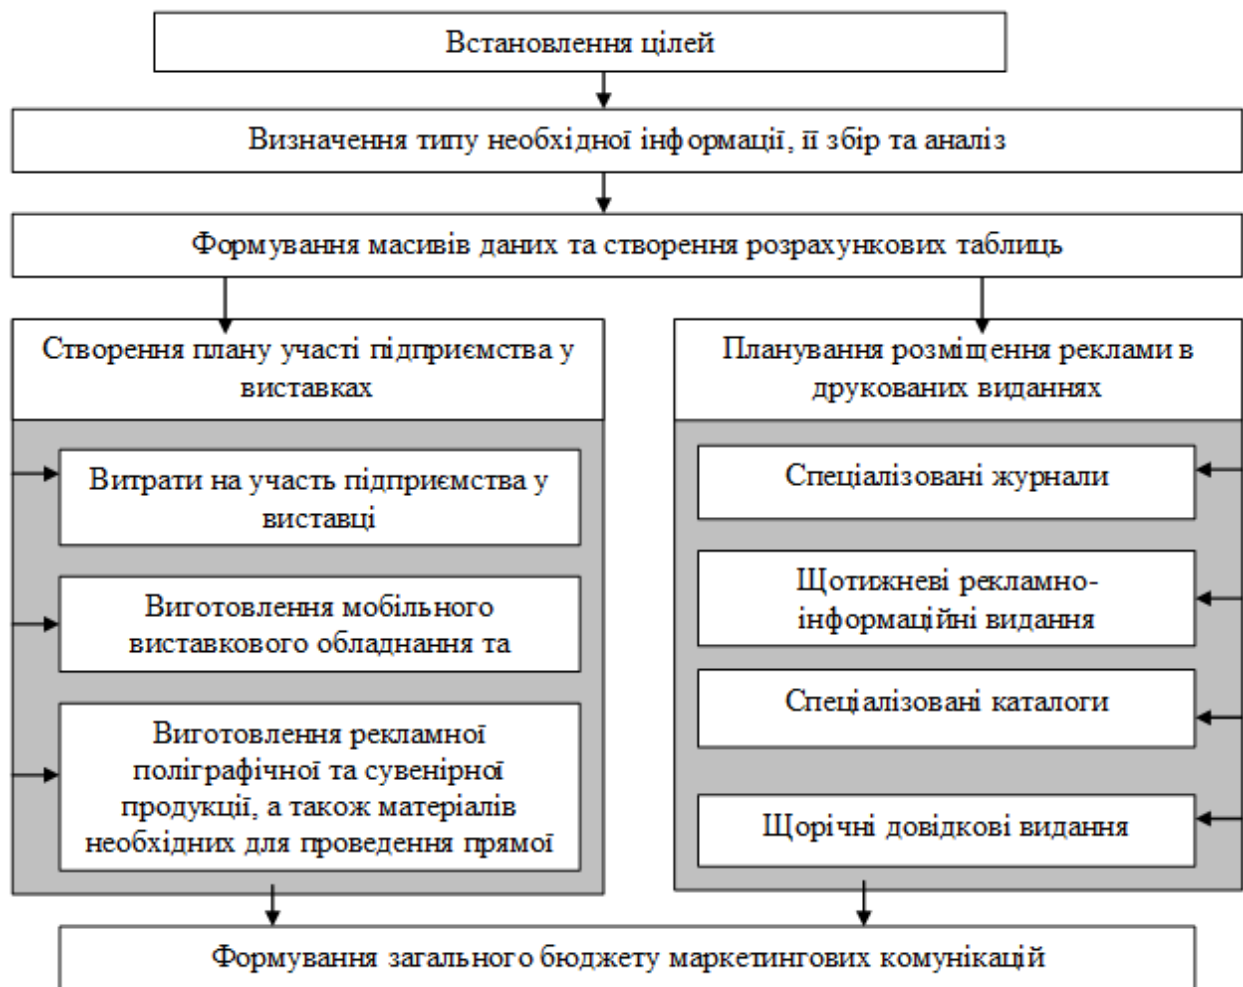 Встановлення цілей
Визначення типу необхідної інформації, її збір та аналіз
Формування масивів даних та створення розрахункових таблиць
Створення плану участі підприємства у
виставках
Витрати на участь підприємства у
виставці
Виготовлення мобільного
виставкового обладнання та
Виготовлення рекламної
поліграфічної та сувенірної
продукції, а також матеріалів
необхідних для проведення прямої
Планування розміщення реклами в
друкованих виданнях
Спеціалізовані журнали
Щотижневі рекламно-
інформаційні видання
Спеціалізовані каталоги
Щорічні довідкові видання
Формування загального бюджету маркетингових комунікацій